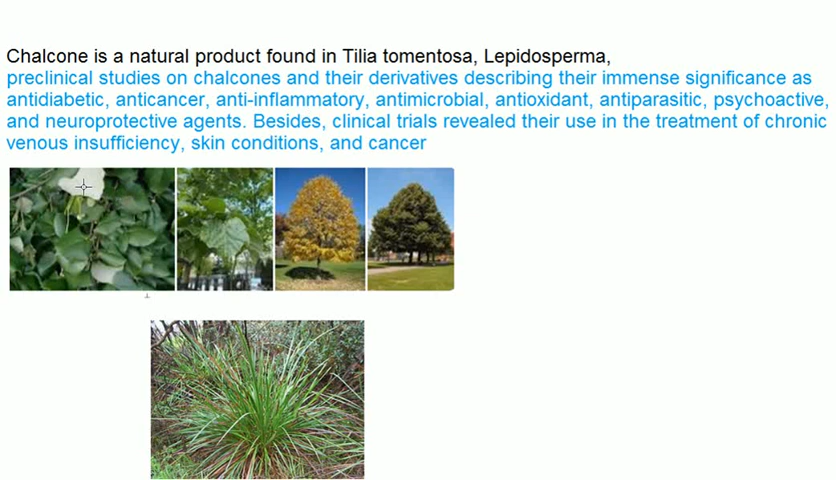 Chalcone is a natural product found in Tilia tomentosa, Lepidosperma,
preclinical studies on chalcones and their derivatives describing their immense significance as
antidiabetic, anticancer, anti-inflammatory, antimicrobial, antioxidant, antiparasitic, psychoactive,
and neuroprotective agents. Besides, clinical trials revealed their use in the treatment of chronic
venous insufficiency, skin conditions, and cancer